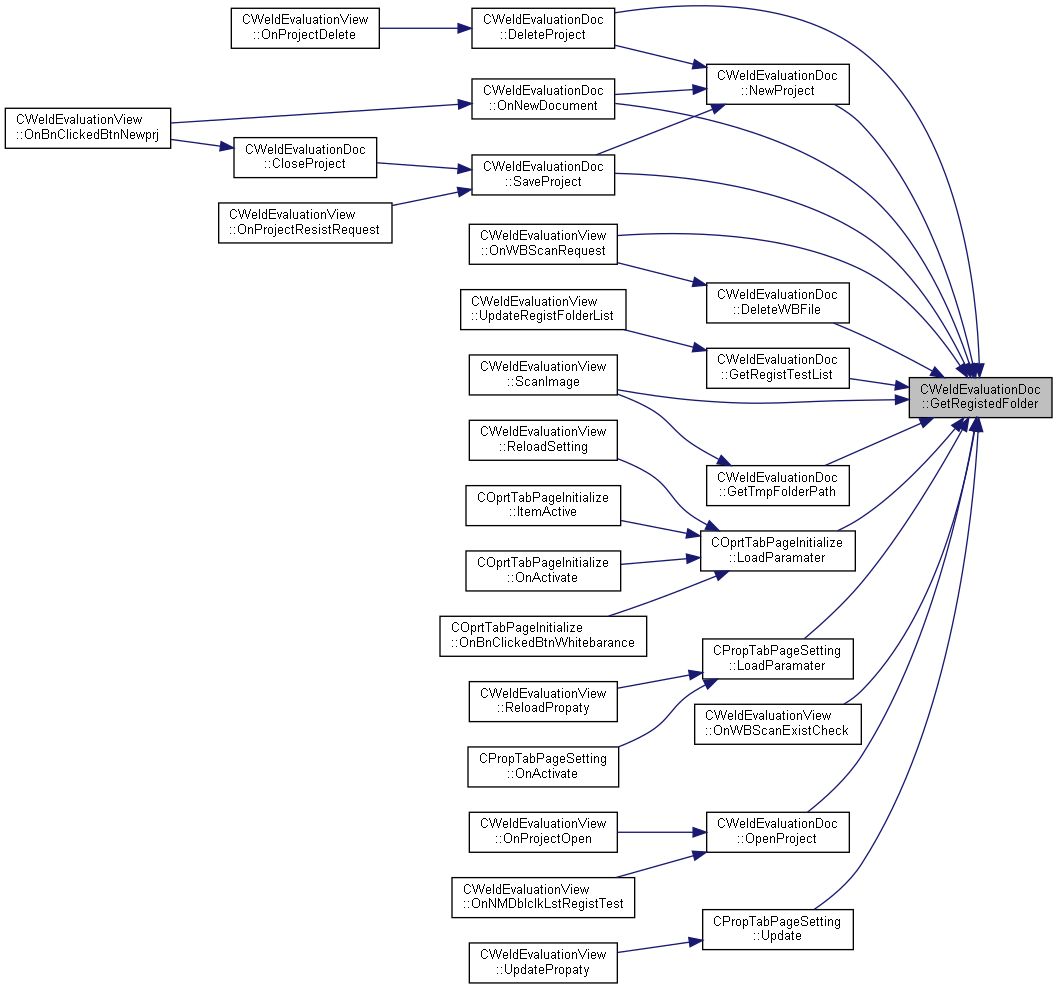 CWeldEvaluationView
::OnProjectDelete
CWeldEvaluationDoc
::DeleteProject
CWeldEvaluationDoc
::NewProject
CWeldEvaluationDoc
::OnNewDocument
CWeldEvaluationView
::OnBnClickedBtnNewprj
CWeldEvaluationDoc
::CloseProject
CWeldEvaluationDoc
::SaveProject
CWeldEvaluationView
::OnProjectResistRequest
CWeldEvaluationView
::OnWBScanRequest
CWeldEvaluationDoc
::DeleteWBFile
CWeldEvaluationView
::UpdateRegistFolderList
CWeldEvaluationDoc
::GetRegistTestList
CWeldEvaluationView
::ScanImage
CWeldEvaluationDoc
::GetRegistedFolder
CWeldEvaluationView
::ReloadSetting
CWeldEvaluationDoc
::GetTmpFolderPath
COprtTabPageInitialize
::ItemActive
COprtTabPageInitialize
::LoadParamater
COprtTabPageInitialize
::OnActivate
COprtTabPageInitialize
::OnBnClickedBtnWhitebarance
CPropTabPageSetting
::LoadParamater
CWeldEvaluationView
::ReloadPropaty
CWeldEvaluationView
::OnWBScanExistCheck
CPropTabPageSetting
::OnActivate
CWeldEvaluationView
::OnProjectOpen
CWeldEvaluationDoc
::OpenProject
CWeldEvaluationView
::OnNMDblclkLstRegistTest
CPropTabPageSetting
::Update
CWeldEvaluationView
::UpdatePropaty